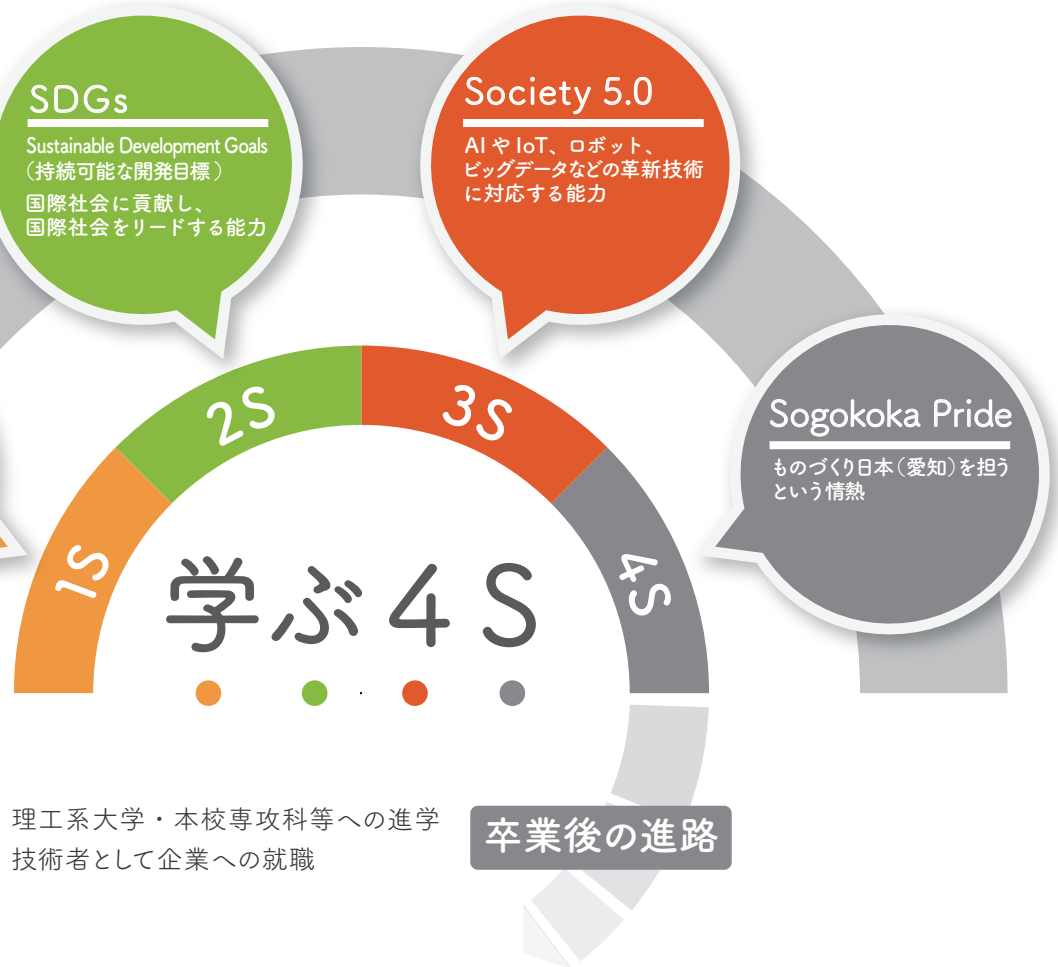 SDGs
Sustainable Development Goals
（持続可能な開発目標）
国際社会に貢献し、
国際社会をリードする能力
Society 5.0
AI や IoT、ロボット、
ビッグデータなどの革新技術
に対応する能力
Sogokoka Pride
ものづくり日本（愛知）を担う
という情熱
1S
2S
3S
4S
学ぶ４Ｓ
理工系大学・本校専攻科等への進学
技術者として企業への就職
卒業後の進路